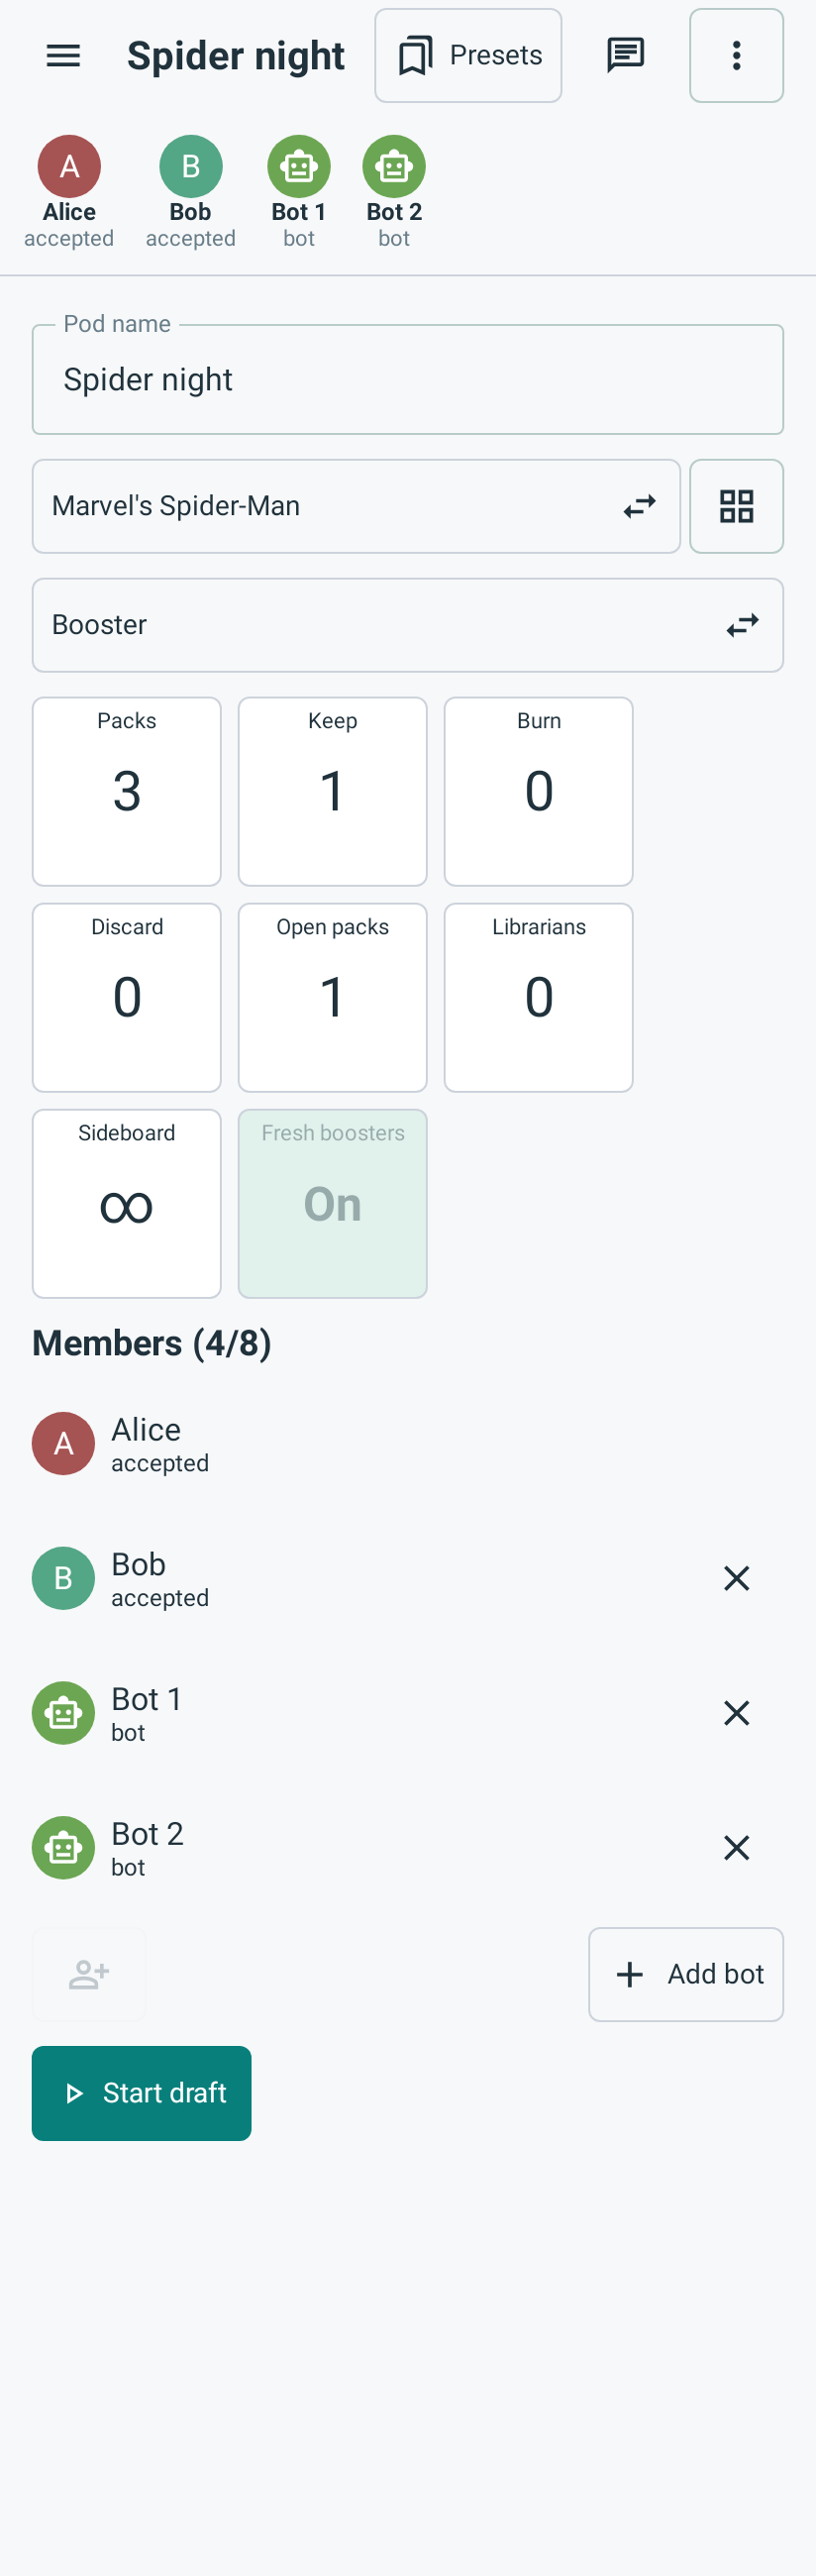 Spider night
Presets
A
B
Alice
Bob
Bot 1
Bot 2
accepted
accepted
bot
bot
Pod name
Spider night
Marvel's Spider-Man
Booster
Packs
Keep
Burn
3
1
0
Discard
Open packs
Librarians
0
1
0
Sideboard
Fresh boosters
∞
On
Members (4/8)
A
Alice
accepted
B
Bob
accepted
Bot 1
bot
Bot 2
bot
Add bot
Start draft